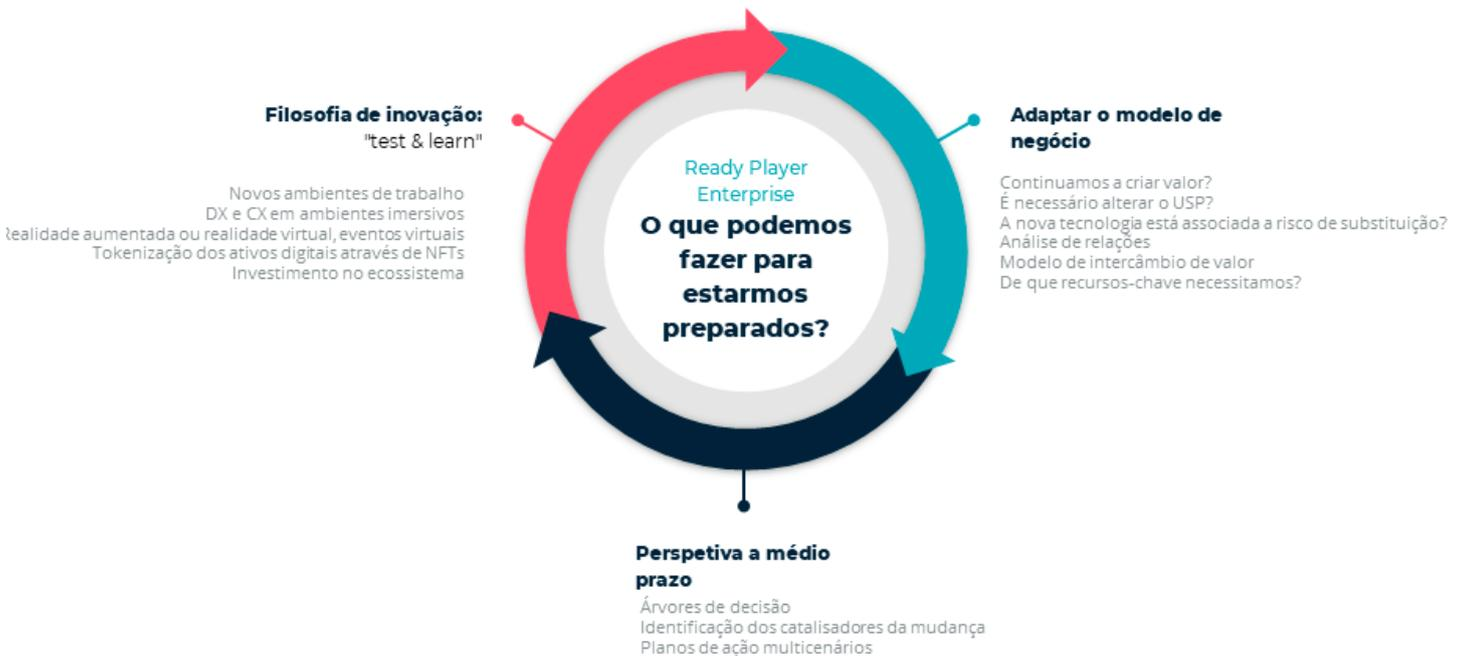 Filosofia de inovação:
"test & learn"
Novos ambientes de trabalho
DX e CX em ambientes imersivos
Realidade aumentada ou realidade virtual, eventos virtuais
Tokenização dos ativos digitais através de NFTs
Investimento no ecossistema
Ready Player
Enterprise
O que podemos
fazer para
estarmos
preparados?
Adaptar o modelo de
negócio
Continuamos a criar valor?
É necessário alterar o USP?
A nova tecnologia está associada a risco de substituição?
Análise de relações
Modelo de intercâmbio de valor
De que recursos-chave necessitamos?
Perspetiva a médio
prazo
Árvores de decisão
Identificação dos catalisadores da mudança
Planos de ação multicenários